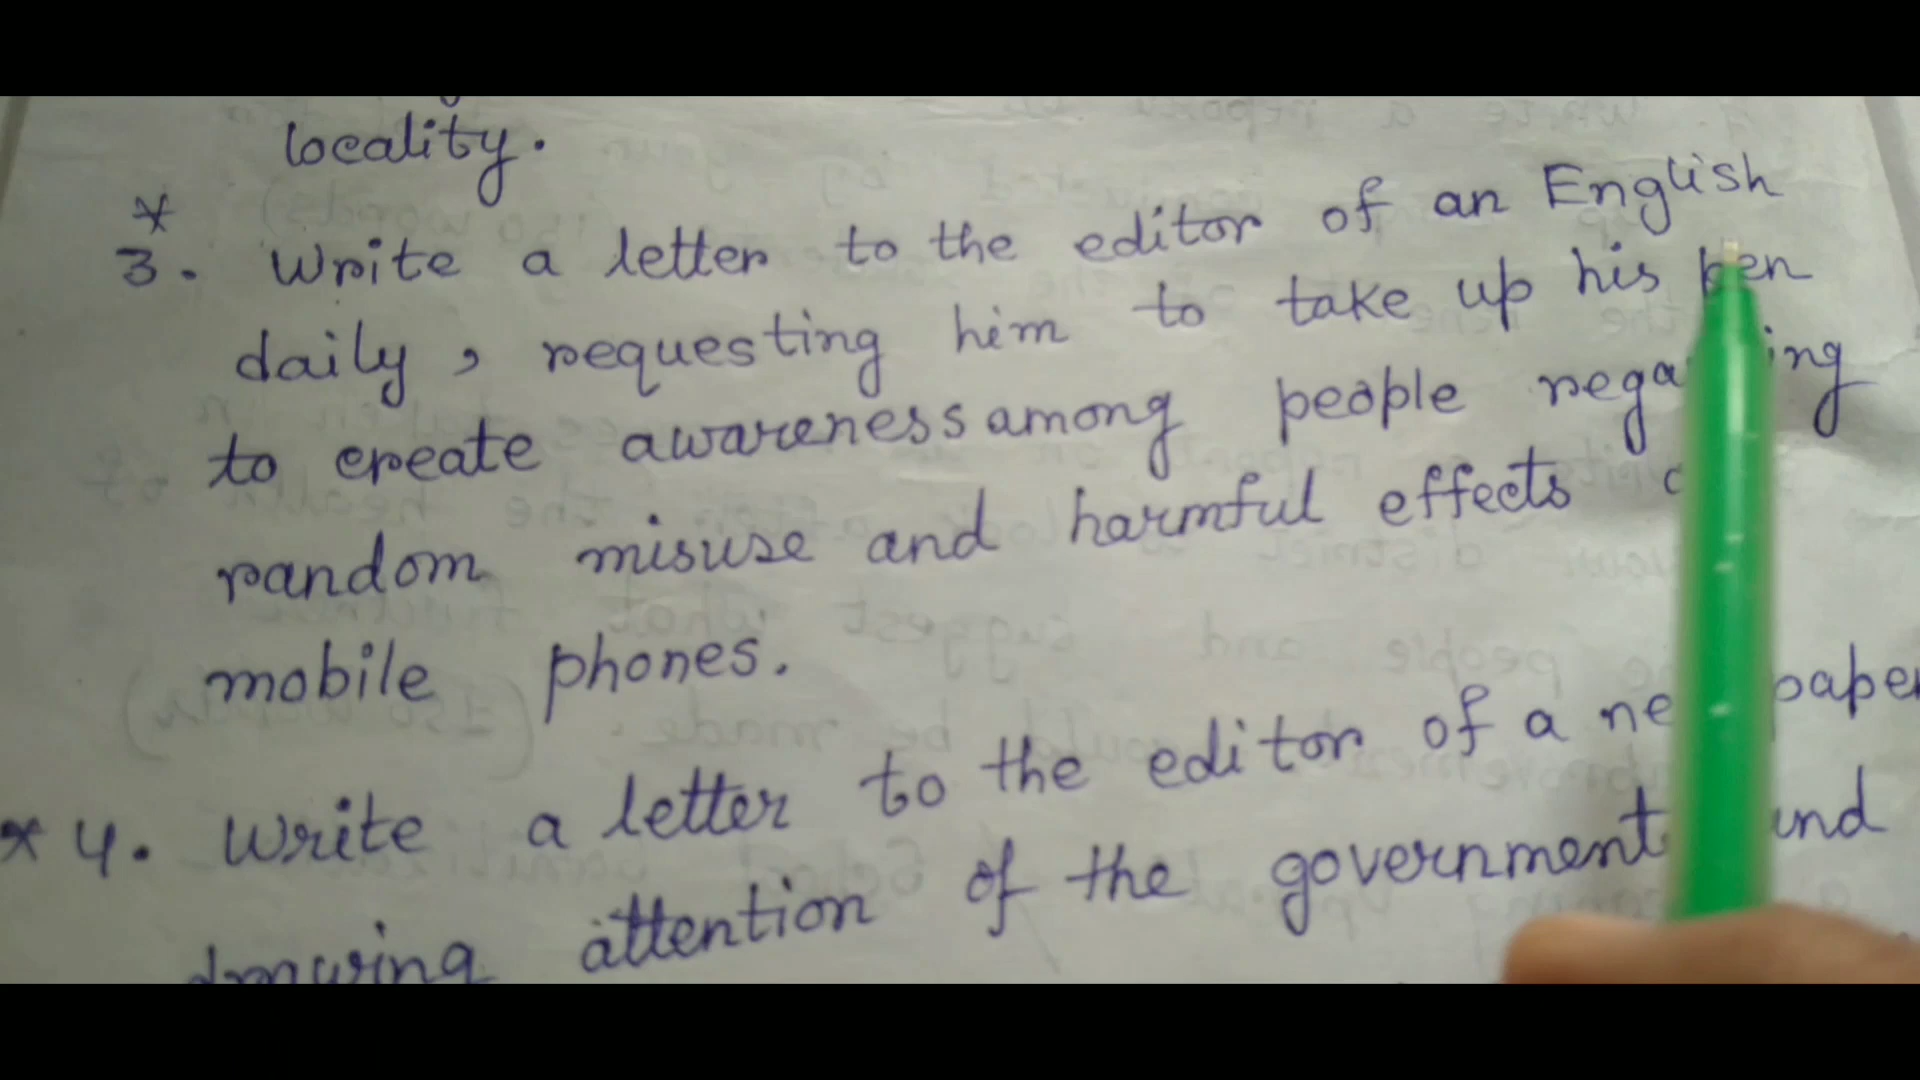 locality.
*
3. Write a letter to the editor of an English
daily, requesting him to take up his pen
to create awareness among people
random misuse and harmful effects
mobile phones.
* 4. Write a letter to the editor of a
drawing attention of the government